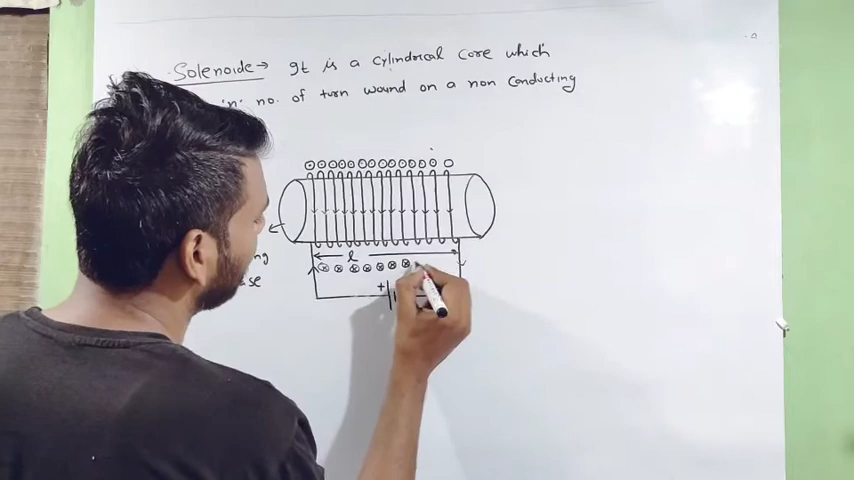 Solenoide → It is a cylindrical core which
"n" no. of turn wound on a non conducting
l
+